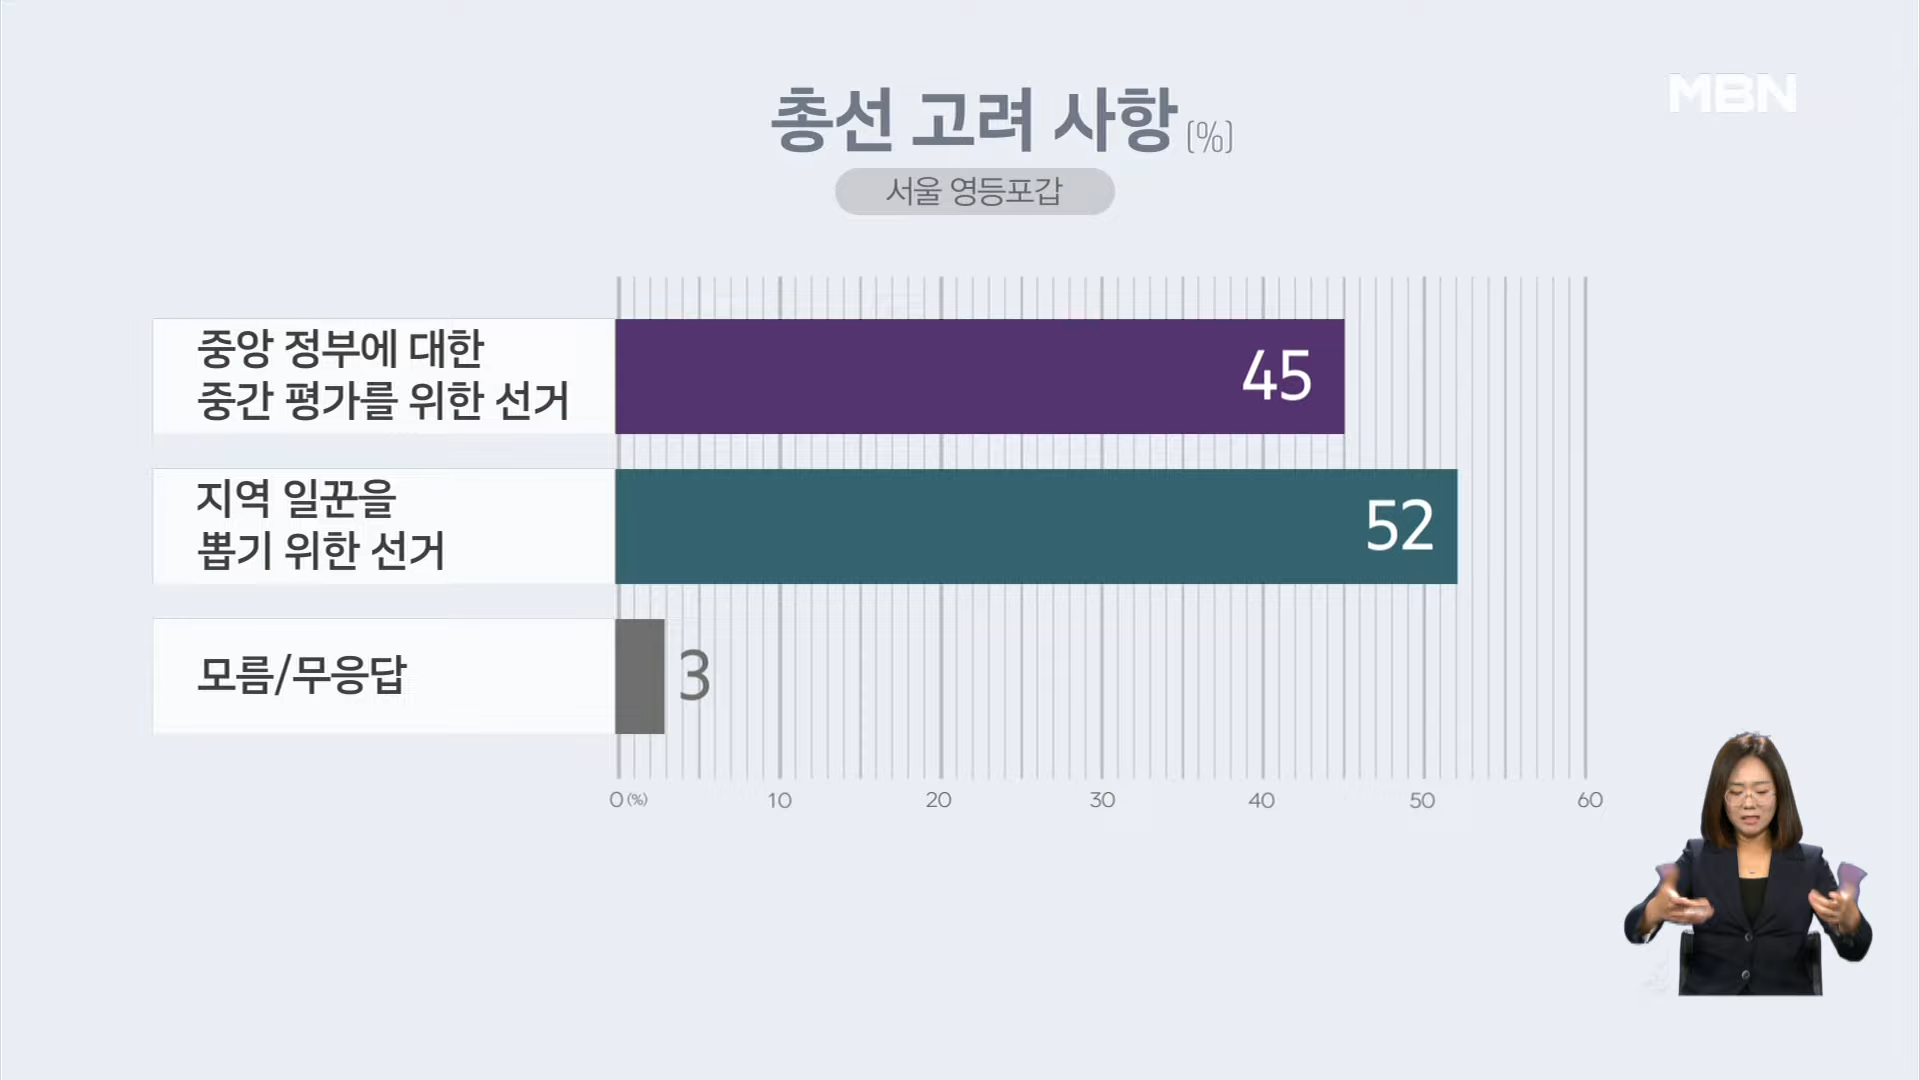 MBN
총선 고려 사항 (%)
서울 영등포갑
중앙 정부에 대한
중간 평가를 위한 선거
45
지역 일꾼을
뽑기 위한 선거
52
모름/무응답
3
0 (%) 10 20 30 40 50 60